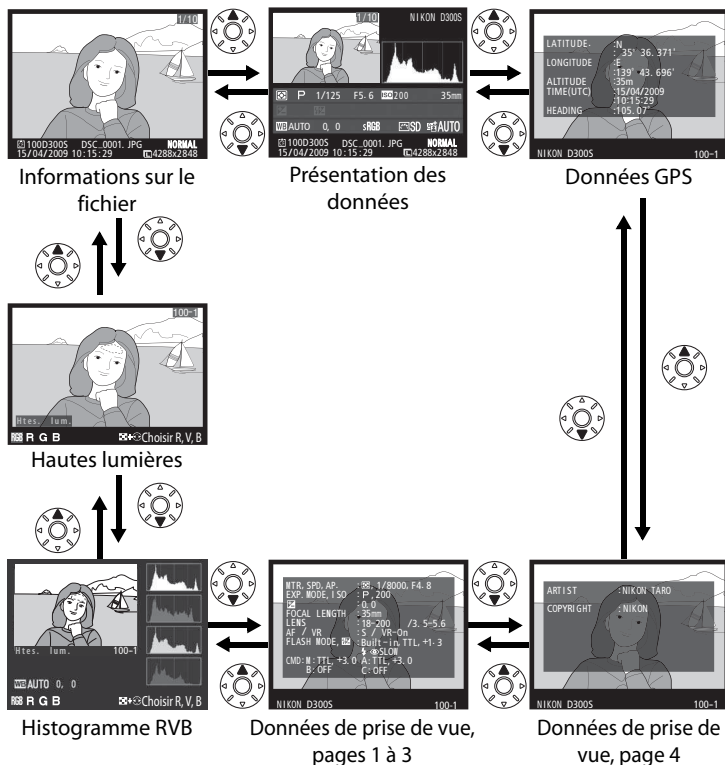 1/10
100D300S DSC_0001. JPG NORMAL
15/04/2009 10:15:29 4288x2848
Informations sur le
fichier
1/10 NIKON D300S
P 1/125 F5. 6 ISO 200 35mm
WB AUTO 0, 0 sRGB SD AUTO
100D300S DSC_0001. JPG NORMAL
15/04/2009 10:15:29 4288x2848
Présentation des
données
LATITUDE. :N
: 35° 36. 371'
LONGITUDE :E
:139° 43. 696'
ALTITUDE :35m
TIME(UTC) :15/04/2009
:10:15:29
HEADING :105. 07°
NIKON D300S 100-1
Données GPS
100-1
Htes. lum.
RGB R G B Choisir R, V, B
Hautes lumières
Htes. lum. 100-1
WB AUTO 0, 0
RGB R G B Choisir R, V, B
Histogramme RVB
MTR, SPD, AP. : , 1/8000, F4. 8
EXP. MODE, ISO : P, 200
: 0. 0
FOCAL LENGTH : 35mm
LENS : 18-200 /3. 5-5.6
AF / VR : S / VR-On
FLASH MODE, : Built-in, TTL, +1. 3
SLOW
CMD: M: TTL, +3. 0 A: TTL, +3. 0
B: OFF C: OFF
NIKON D300S 100-1
Données de prise de vue,
pages 1 à 3
ARTIST :NIKON TARO
COPYRIGHT :NIKON
NIKON D300S 100-1
Données de prise de
vue, page 4